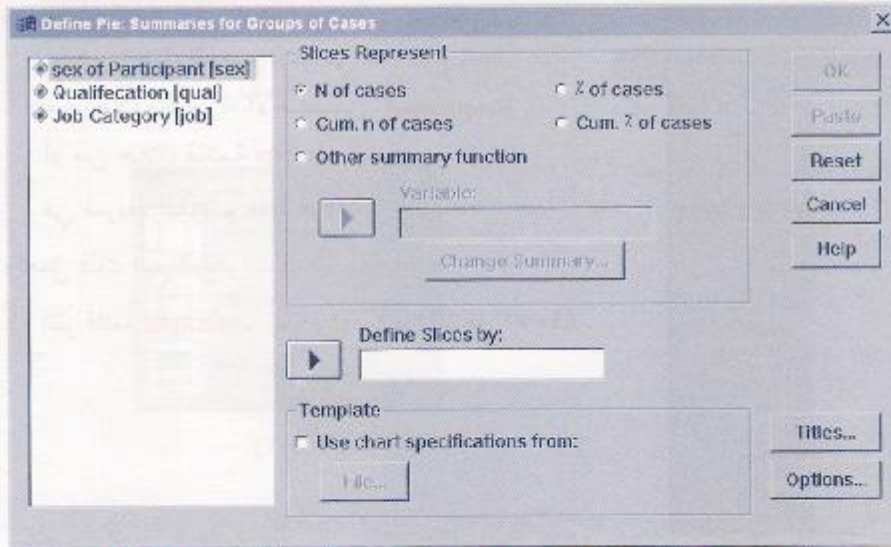 Define Pie: Summaries for Groups of Cases
sex of Participant [sex]
Qualifecation [qual]
Job Category [job]
Slices Represent
N of cases
% of cases
Cum. n of cases
Cum. % of cases
Other summary function
Variable:
Change Summary...
Define Slices by:
Template
Use chart specifications from:
File...
OK
Paste
Reset
Cancel
Help
Titles...
Options...